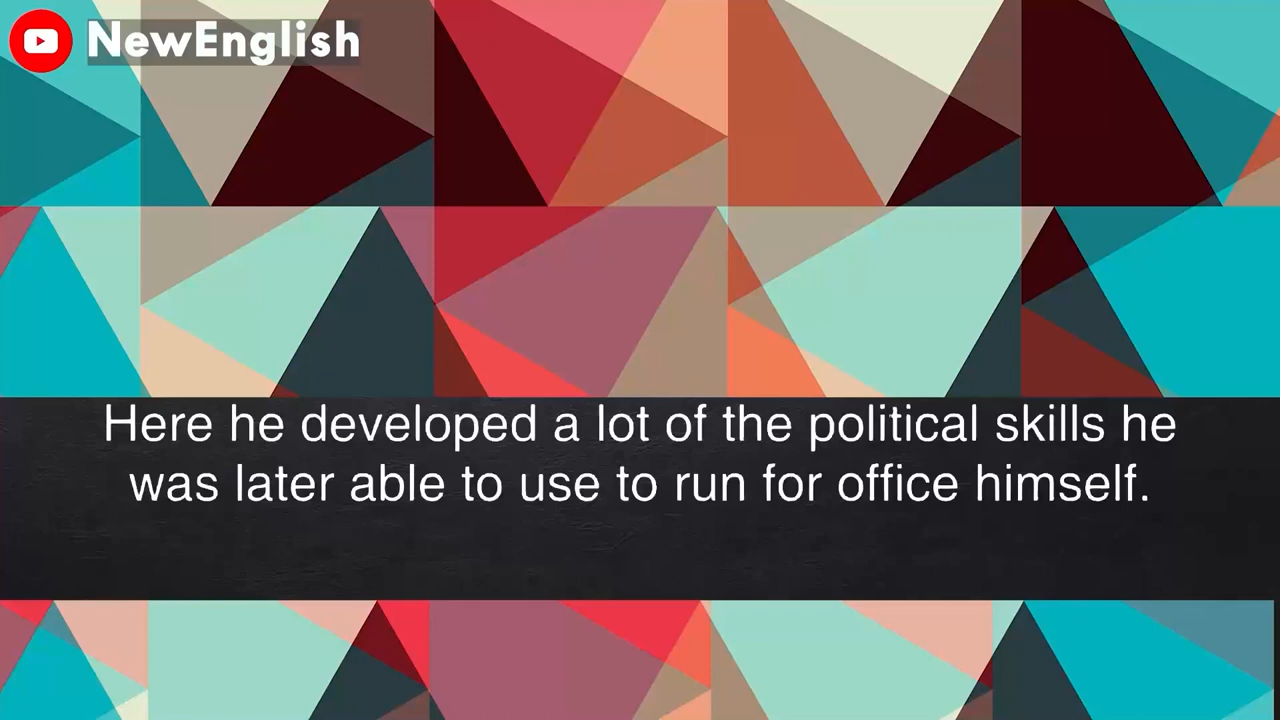 NewEnglish
Here he developed a lot of the political skills he
was later able to use to run for office himself.